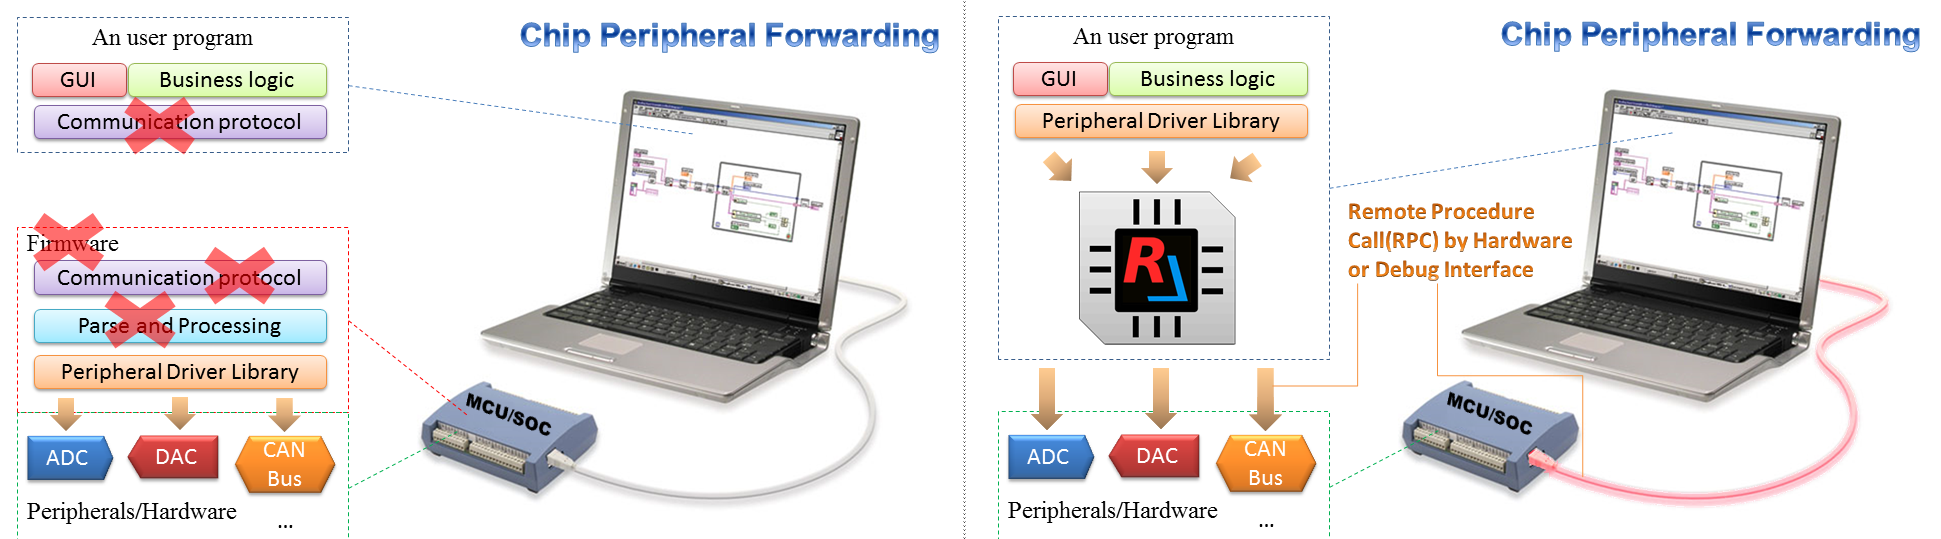 An user program
Chip Peripheral Forwarding
GUI
Business logic
Communication protocol
Firmware
Communication protocol
Parse and Processing
Peripheral Driver Library
MCU/SOC
ADC
DAC
CAN
Bus
Peripherals/Hardware
...
An user program
Chip Peripheral Forwarding
GUI
Business logic
Peripheral Driver Library
R
Remote Procedure
Call(RPC) by Hardware
or Debug Interface
MCU/SOC
ADC
DAC
CAN
Bus
Peripherals/Hardware
...